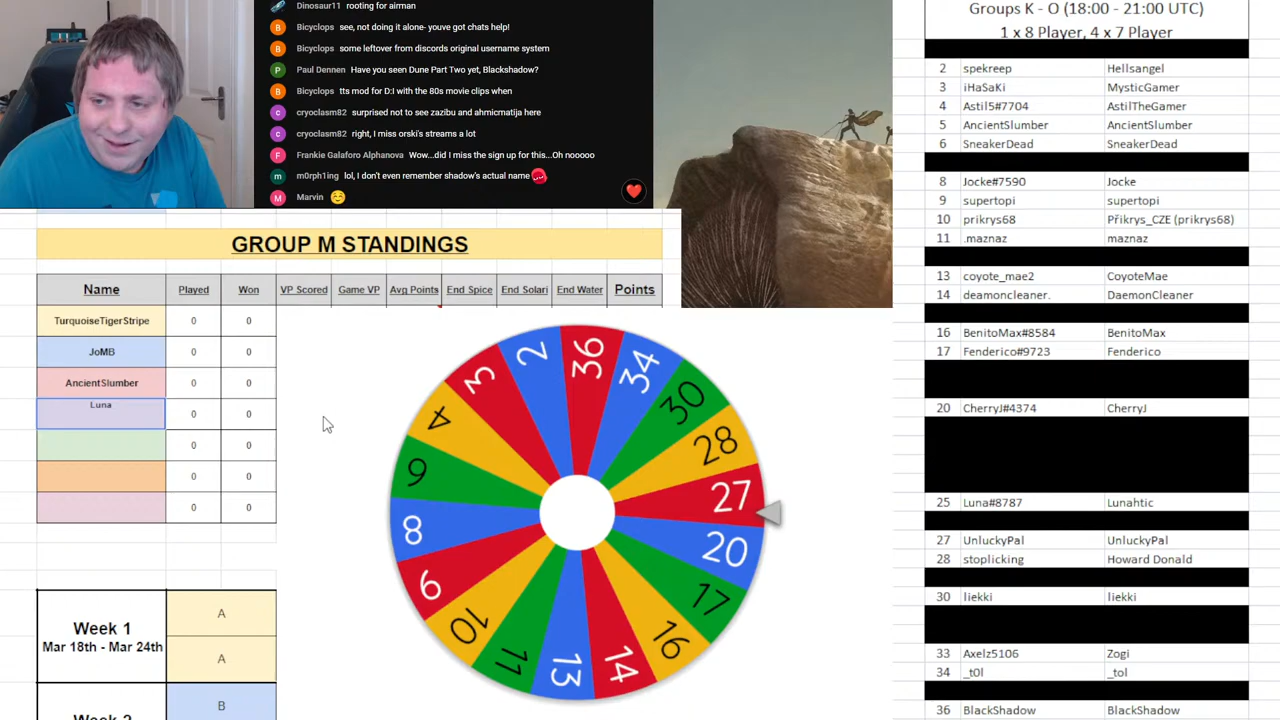 Dinosaur11 rooting for airman
Bicyclops see, not doing it alone- youve got chats help!
Bicyclops some leftover from discords original username system
Paul Dennen Have you seen Dune Part Two yet, Blackshadow?
Bicyclops tts mod for D:I with the 80s movie clips when
cryoclasm82 surprised not to see zazibu and ahmicmatija here
cryoclasm82 right, I miss orski's streams a lot
Frankie Galaforo Alphanova Wow...did I miss the sign up for this...Oh nooooo
m0rph1ing lol, I don't even remember shadow's actual name
Marvin
GROUP M STANDINGS
Name Played Won VP Scored Game VP Avg Points End Spice End Solari End Water Points
TurquoiseTigerStripe 0 0
JoMB 0 0
AncientSlumber 0 0
Luna 0 0
0 0
0 0
0 0
Week 1
Mar 18th - Mar 24th
A
A
Week 2
B
36
34
30
28
27
20
17
16
14
13
11
10
9
8
6
4
3
2
Groups K - O (18:00 - 21:00 UTC)
1 x 8 Player, 4 x 7 Player
2 spekreep Hellsangel
3 iHaSaKi MysticGamer
4 Astil5#7704 AstilTheGamer
5 AncientSlumber AncientSlumber
6 SneakerDead SneakerDead
8 Jocke#7590 Jocke
9 supertopi supertopi
10 prikrys68 Přikrys_CZE (prikrys68)
11 .maznaz maznaz
13 coyote_mae2 CoyoteMae
14 deamoncleaner. DaemonCleaner
16 BenitoMax#8584 BenitoMax
17 Fenderico#9723 Fenderico
20 CherryJ#4374 CherryJ
25 Luna#8787 Lunahtic
27 UnluckyPal UnluckyPal
28 stoplicking Howard Donald
30 liekki liekki
33 Axelz5106 Zogi
34 _t0l _tol
36 BlackShadow BlackShadow